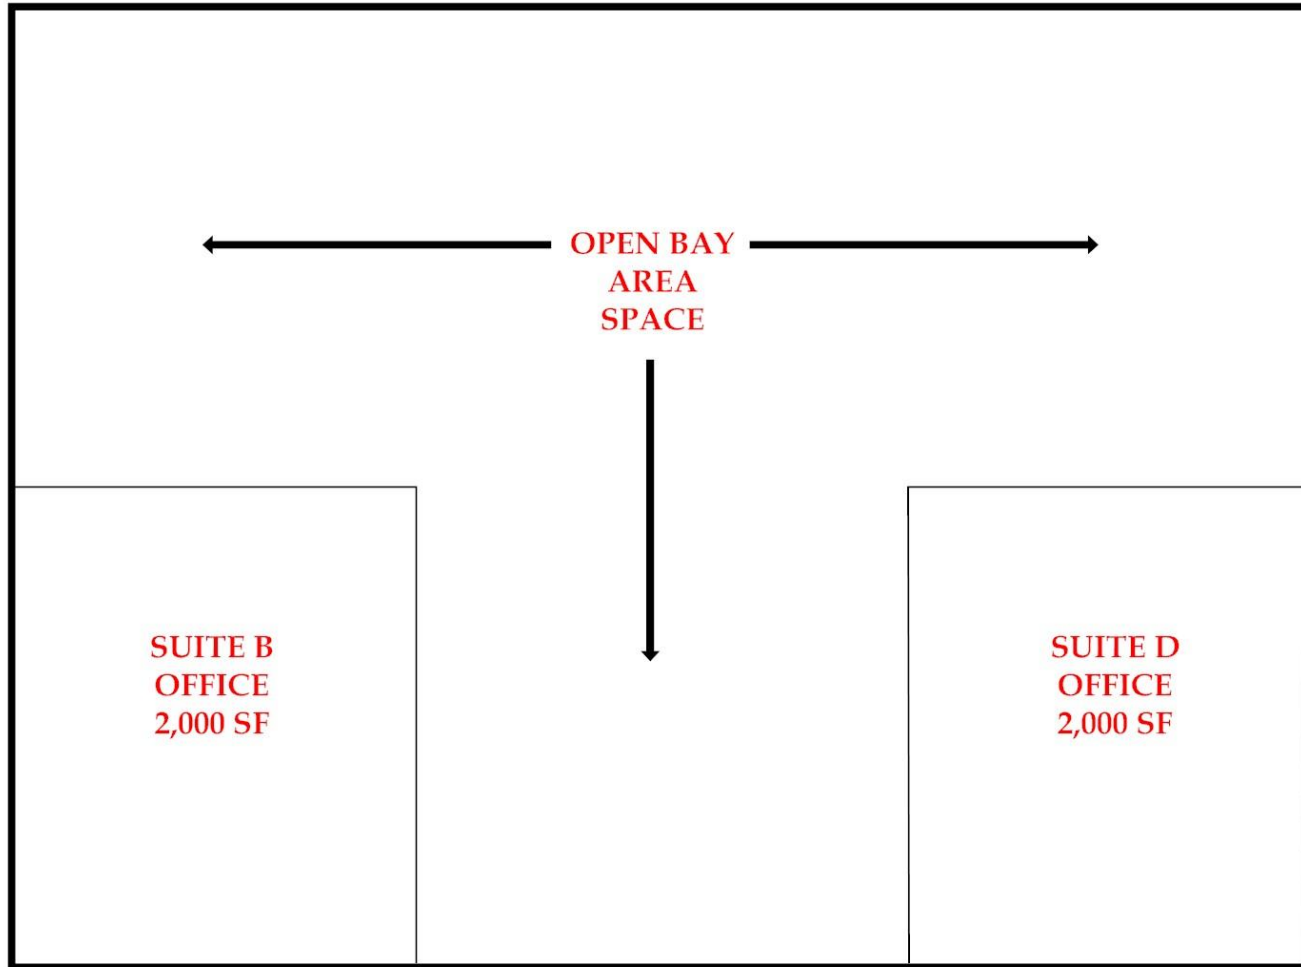 OPEN BAY
AREA
SPACE
SUITE B
OFFICE
2,000 SF
SUITE D
OFFICE
2,000 SF